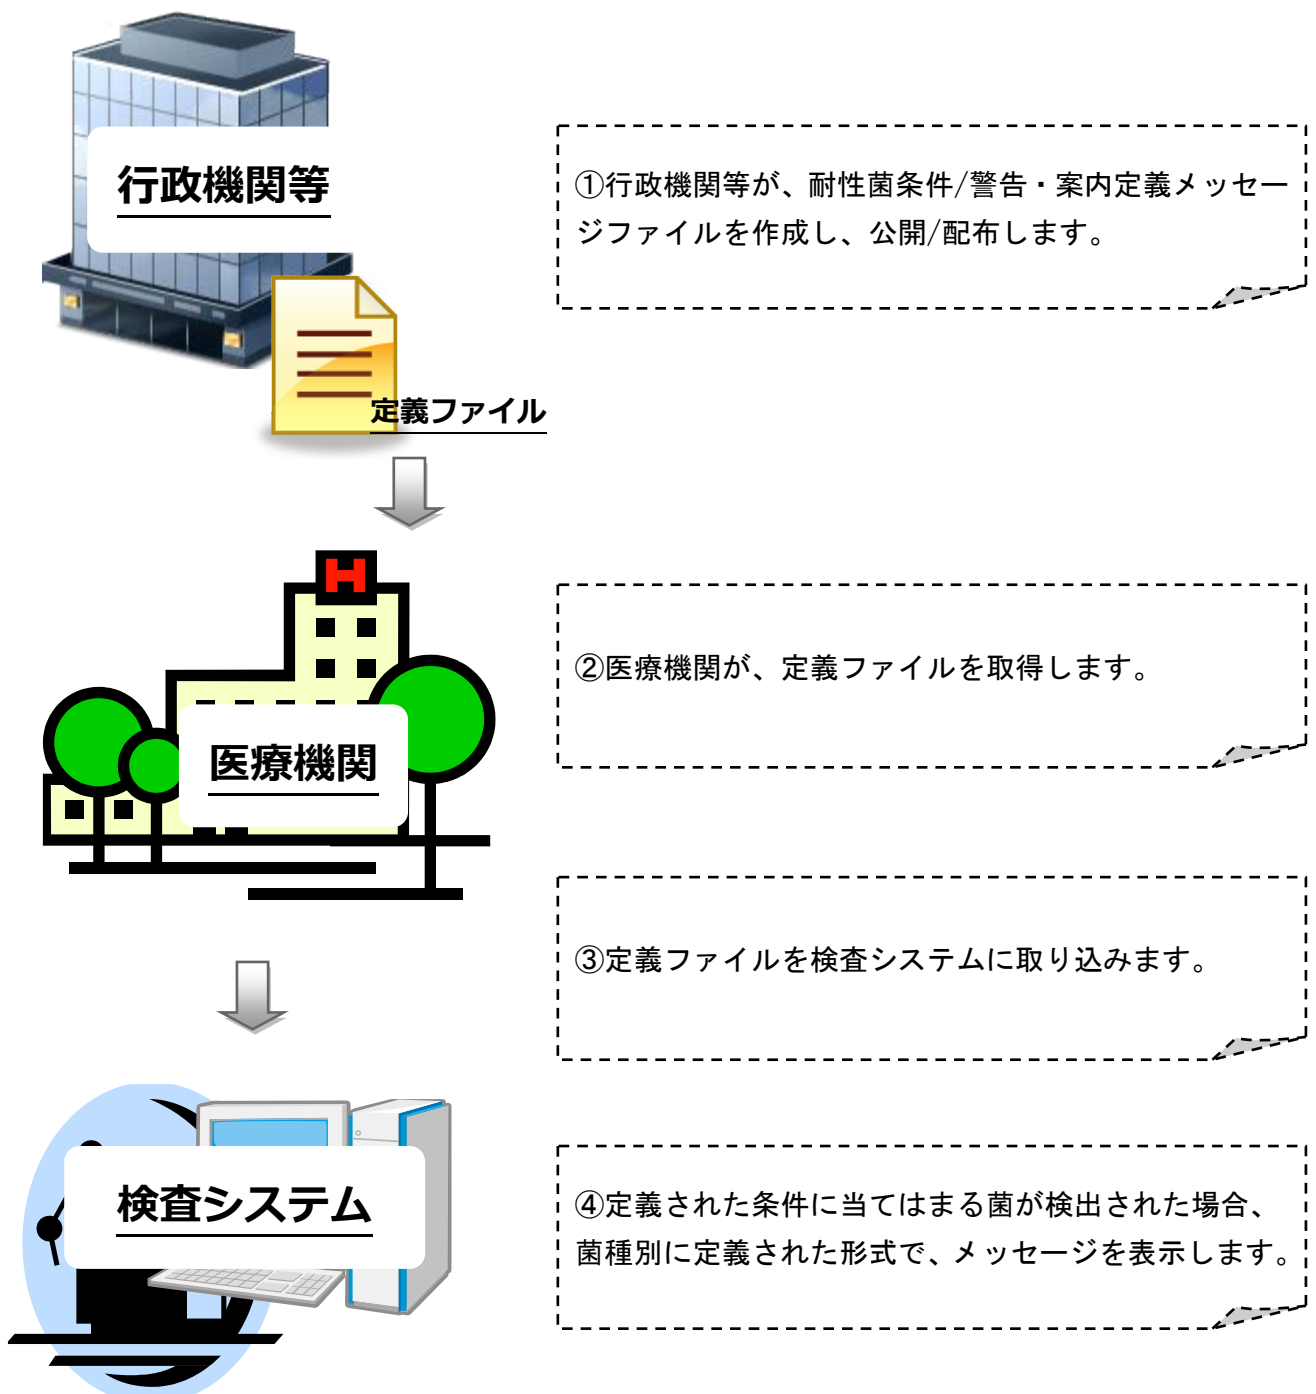 行政機関等
①行政機関等が、耐性菌条件/警告・案内定義メッセー
ジファイルを作成し、公開/配布します。
定義ファイル
H
②医療機関が、定義ファイルを取得します。
医療機関
③定義ファイルを検査システムに取り込みます。
検査システム
④定義された条件に当てはまる菌が検出された場合、
菌種別に定義された形式で、メッセージを表示します。